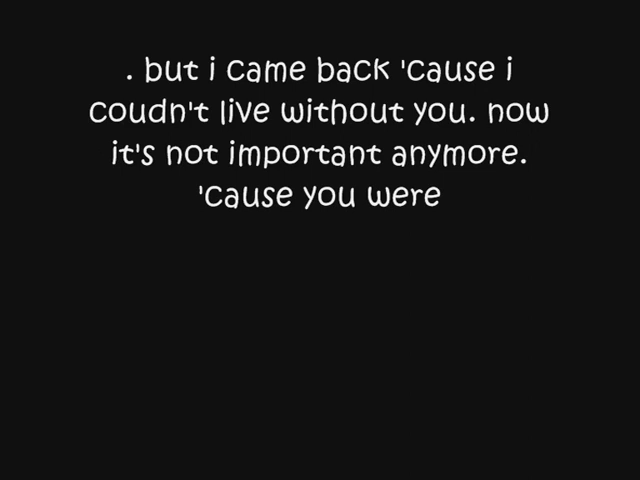 . but i came back 'cause i
coudn't live without you. now
it's not important anymore.
'cause you were